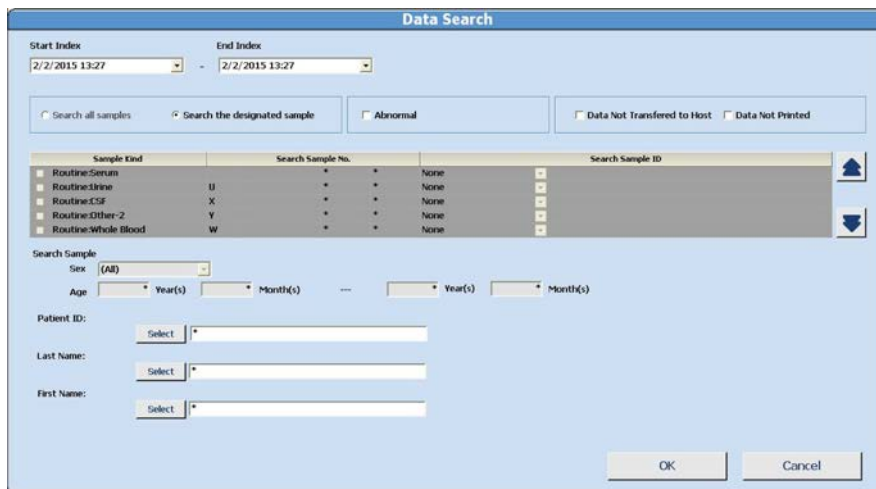 Data Search
Start Index End Index
2/2/2015 13:27 - 2/2/2015 13:27
Search all samples Search the designated sample Abnormal Data Not Transfered to Host Data Not Printed
Sample Kind Search Sample No. Search Sample ID
Routine:Serum * * None
Routine:Urine U * * None
Routine:CSF X * * None
Routine:Other-2 Y * * None
Routine:Whole Blood W * * None
Search Sample
Sex (All)
Age * Year(s) * Month(s) --- * Year(s) * Month(s)
Patient ID:
Select *
Last Name:
Select *
First Name:
Select *
OK Cancel